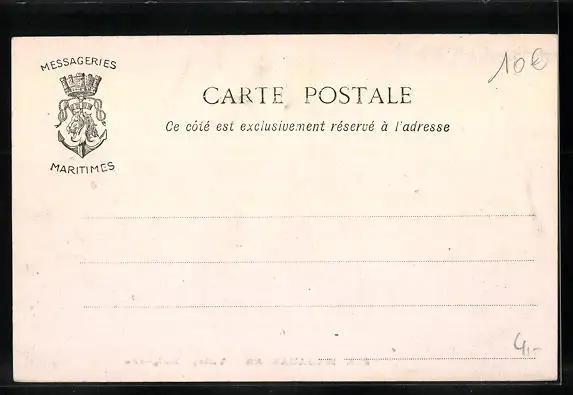 MESSAGERIES
MARITIMES
10€
CARTE POSTALE
Ce côté est exclusivement réservé à l'adresse
4,-